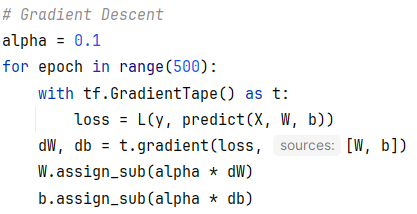 # Gradient Descent
alpha = 0.1
for epoch in range(500):
    with tf.GradientTape() as t:
        loss = L(y, predict(X, W, b))
    dW, db = t.gradient(loss, sources: [W, b])
    W.assign_sub(alpha * dW)
    b.assign_sub(alpha * db)